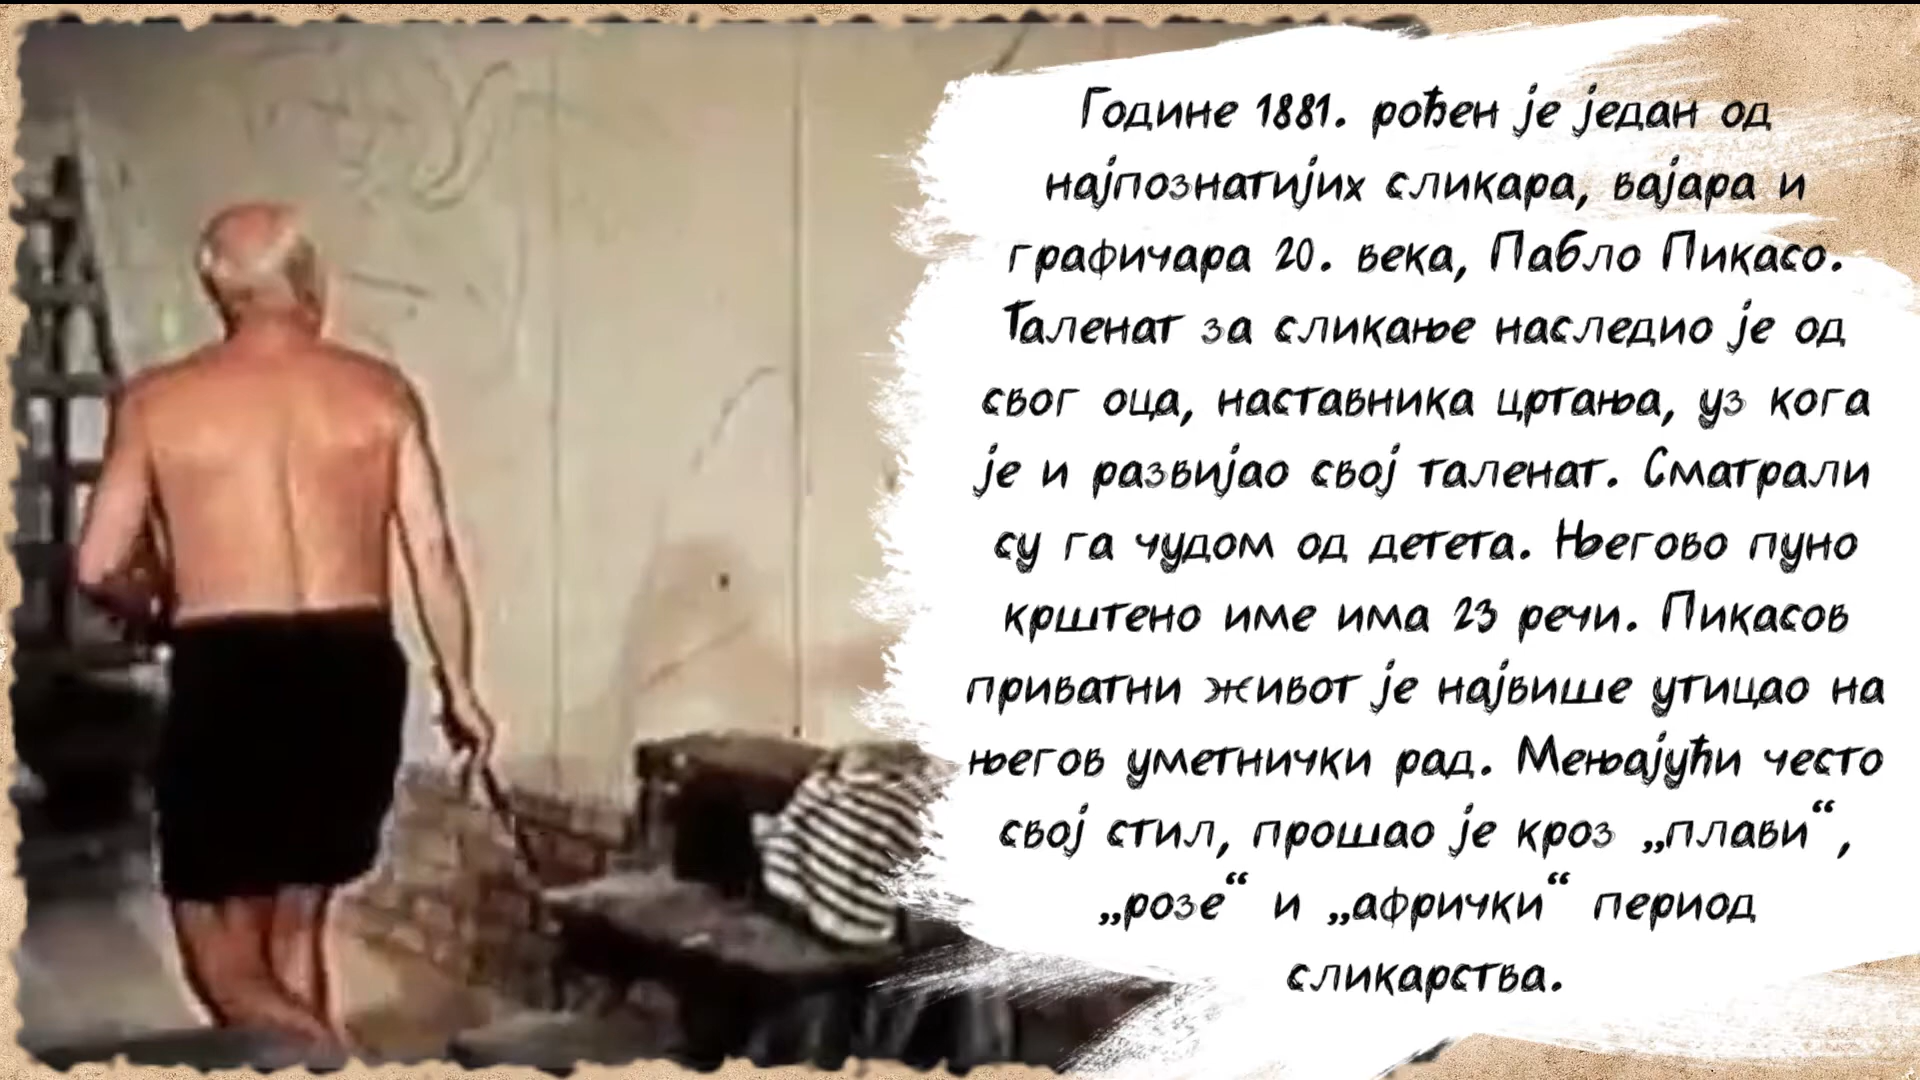 Године 1881. рођен је један од
најпознатијих сликара, вајара и
графичара 20. века, Пабло Пикасо.
Таленат за сликање наследио је од
свог оца, наставника цртања, уз кога
је и развијао свој таленат. Сматрали
су га чудом од детета. Његово пуно
крштено име има 23 речи. Пикасов
приватни живот је највише утицао на
његов уметнички рад. Мењајући често
свој стил, прошао је кроз „плави“,
„розе“ и „афрички“ период
сликарства.